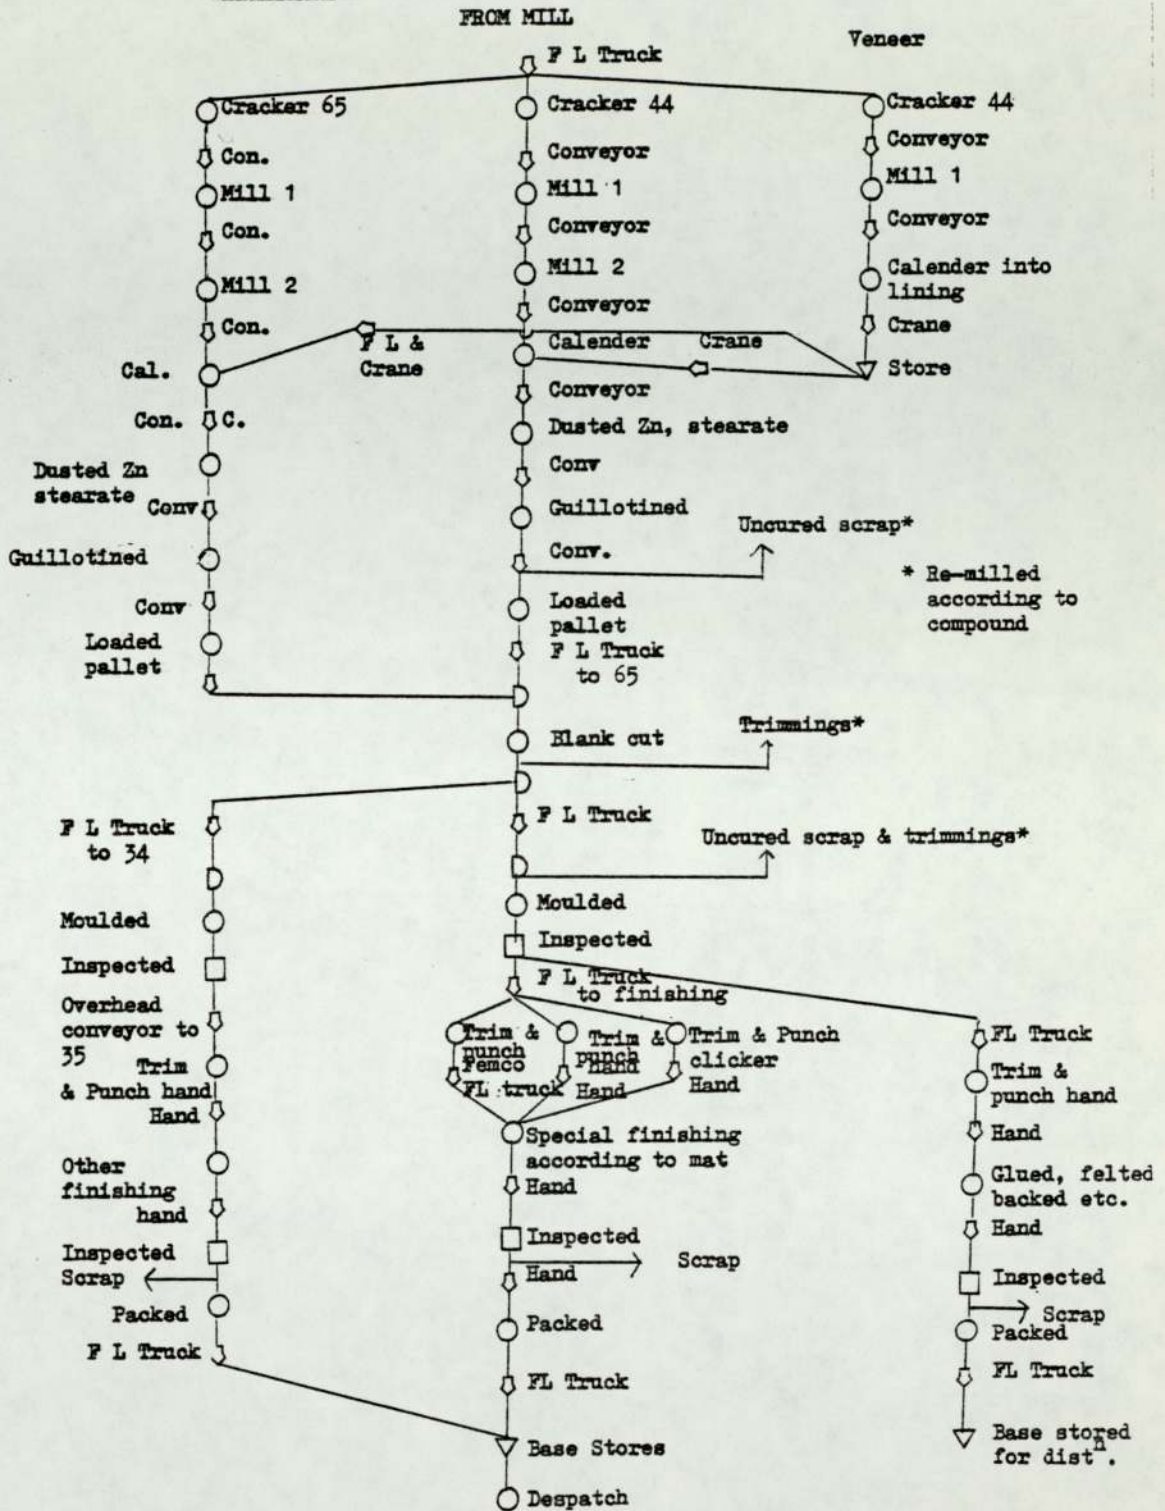 FROM MILL
Veneer
F L Truck
Cracker 65
Cracker 44
Cracker 44
Con.
Conveyor
Conveyor
Mill 1
Mill 1
Mill 1
Con.
Conveyor
Conveyor
Mill 2
Mill 2
Calender into
lining
Con.
Conveyor
Crane
F L &
Crane
Calender
Crane
Cal.
Store
Conveyor
Con.
C.
Dusted Zn, stearate
Dusted Zn
stearate
Conv
Conv
Guillotined
Uncured scrap*
Guillotined
Conv.
* Re-milled
according to
compound
Conv
Loaded
pallet
Loaded
pallet
F L Truck
to 65
Trimmings*
Blank cut
F L Truck
to 34
F L Truck
Uncured scrap & trimmings*
Moulded
Moulded
Inspected
Inspected
F L Truck
to finishing
Overhead
conveyor to
35
Trim &
punch
Femco
Trim &
punch
hand
Trim & Punch
clicker
FL Truck
Trim
& Punch hand
Hand
FL truck
Hand
Hand
Trim &
punch hand
Special finishing
according to mat
Hand
Other
finishing
hand
Hand
Glued, felted
backed etc.
Hand
Inspected
Scrap
Inspected
Scrap
Hand
Inspected
Scrap
Packed
Packed
Packed
F L Truck
FL Truck
FL Truck
Base Stores
Base stored
for distⁿ.
Despatch